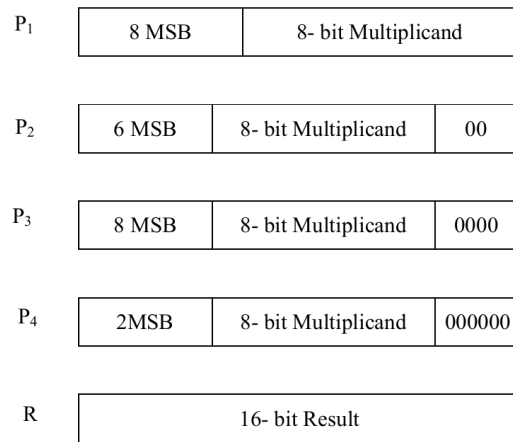 P₁ 8 MSB 8- bit Multiplicand
P₂ 6 MSB 8- bit Multiplicand 00
P₃ 8 MSB 8- bit Multiplicand 0000
P₄ 2MSB 8- bit Multiplicand 000000
R 16- bit Result